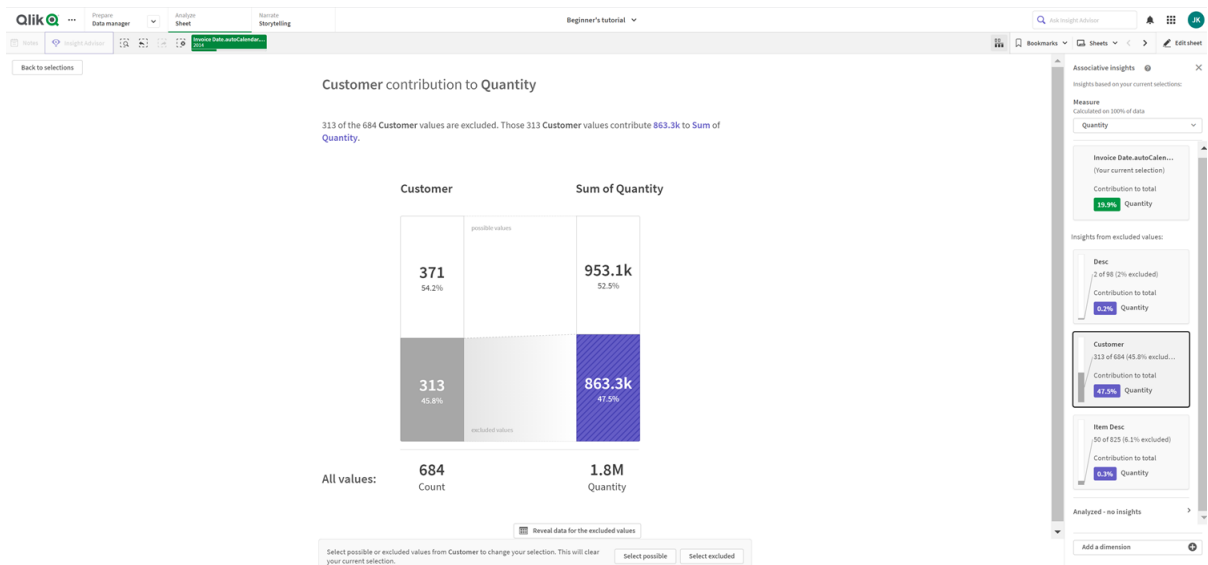 Qlik
Prepare
Data manager
Analyze
Sheet
Narrate
Storytelling
Beginner's tutorial
Ask Insight Advisor
JK
Notes
Insight Advisor
Invoice Date.autoCalendar...
2014
Bookmarks
Sheets
Edit sheet
Back to selections
Customer contribution to Quantity
313 of the 684 Customer values are excluded. Those 313 Customer values contribute 863.3k to Sum of
Quantity.
Customer
Sum of Quantity
possible values
371
54.2%
953.1k
52.5%
313
45.8%
863.3k
47.5%
excluded values
All values:
684
Count
1.8M
Quantity
Reveal data for the excluded values
Select possible or excluded values from Customer to change your selection. This will clear
your current selection.
Select possible
Select excluded
Associative insights
Insights based on your current selections:
Measure
Calculated on 100% of data
Quantity
Invoice Date.autoCalen...
(Your current selection)
Contribution to total
19.9% Quantity
Insights from excluded values:
Desc
2 of 98 (2% excluded)
Contribution to total
0.2% Quantity
Customer
313 of 684 (45.8% exclud...
Contribution to total
47.5% Quantity
Item Desc
50 of 825 (6.1% excluded)
Contribution to total
0.3% Quantity
Analyzed - no insights
Add a dimension